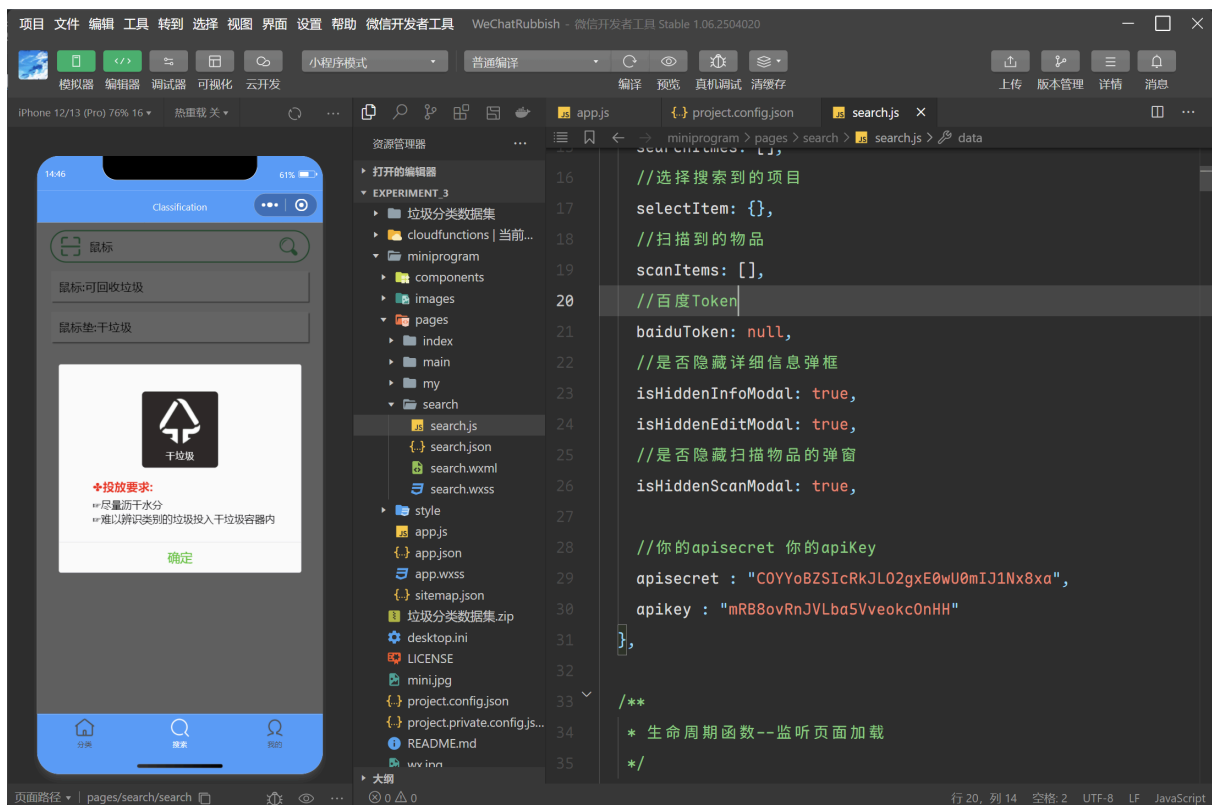 项目 文件 编辑 工具 转到 选择 视图 界面 设置 帮助 微信开发者工具 WeChatRubbish - 微信开发者工具 Stable 1.06.2504020
小程序模式 普通编译
模拟器 编辑器 调试器 可视化 云开发 编译 预览 真机调试 清缓存 上传 版本管理 详情 消息
iPhone 12/13 (Pro) 76% 16 热重载 关
14:46 61%
Classification
鼠标
鼠标:可回收垃圾
鼠标垫:干垃圾
干垃圾
✤投放要求:
☞尽量沥干水分
☞难以辨识类别的垃圾投入干垃圾容器内
确定
分类 搜索 我的
页面路径 pages/search/search
资源管理器
打开的编辑器
EXPERIMENT_3
垃圾分类数据集
cloudfunctions | 当前...
miniprogram
components
images
pages
index
main
my
search
search.js
search.json
search.wxml
search.wxss
style
app.js
app.json
app.wxss
sitemap.json
垃圾分类数据集.zip
desktop.ini
LICENSE
mini.jpg
project.config.json
project.private.config.js...
README.md
大纲
0 0
app.js project.config.json search.js
miniprogram > pages > search > search.js > data
16 //选择搜索到的项目
17 selectItem: {},
18 //扫描到的物品
19 scanItems: [],
20 //百度Token
21 baiduToken: null,
22 //是否隐藏详细信息弹框
23 isHiddenInfoModal: true,
24 isHiddenEditModal: true,
25 //是否隐藏扫描物品的弹窗
26 isHiddenScanModal: true,
27
28 //你的apisecret 你的apiKey
29 apisecret : "COYYoBZSIcRkJLO2gxE0wU0mIJ1Nx8xa",
30 apikey : "mRB8ovRnJVLba5VveokcOnHH"
31 },
32
33 /**
34 * 生命周期函数--监听页面加载
35 */
行 20, 列 14 空格: 2 UTF-8 LF JavaScript